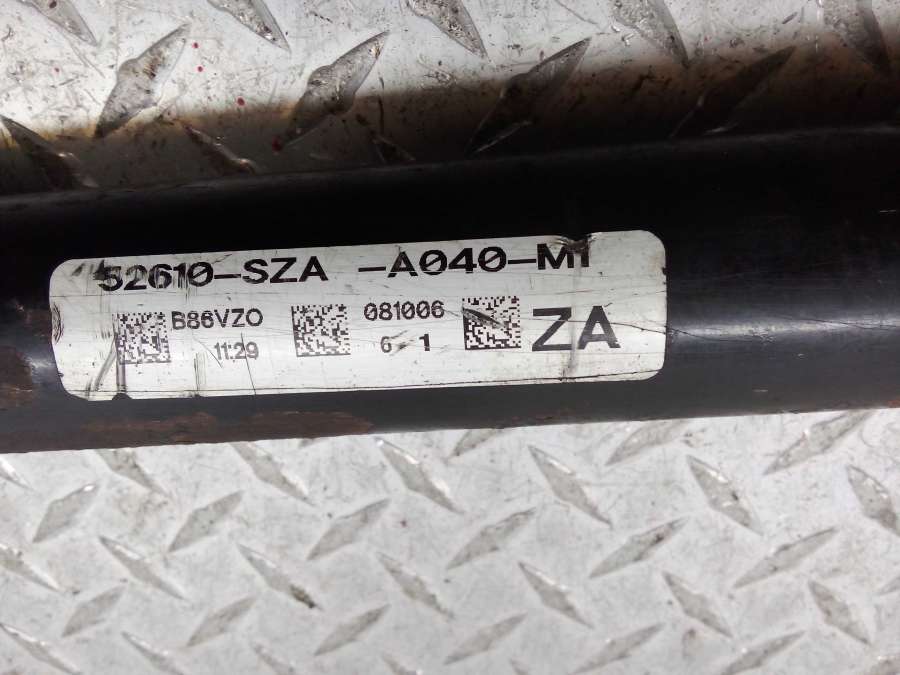 52610-SZA -A040-M1
B86VZO 081006 ZA
11:29 6 1